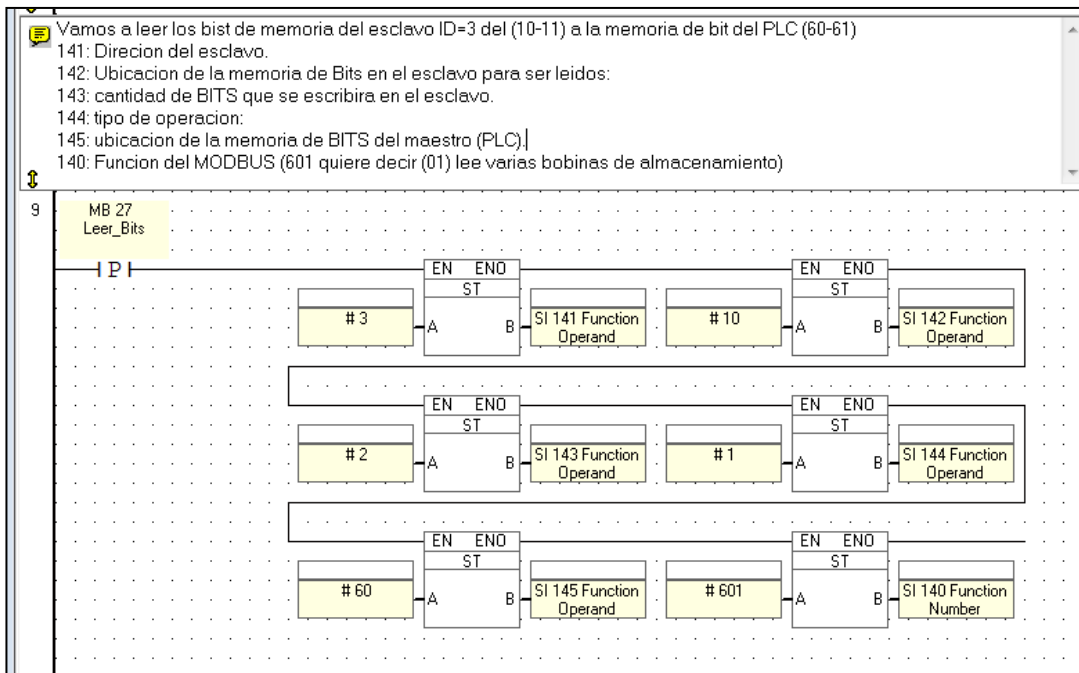 Vamos a leer los bist de memoria del esclavo ID=3 del (10-11) a la memoria de bit del PLC (60-61)
141: Direcion del esclavo.
142: Ubicacion de la memoria de Bits en el esclavo para ser leidos:
143: cantidad de BITS que se escribira en el esclavo.
144: tipo de operacion:
145: ubicacion de la memoria de BITS del maestro (PLC).
140: Funcion del MODBUS (601 quiere decir (01) lee varias bobinas de almacenamiento)
9
MB 27
Leer_Bits
P
EN ENO
ST
# 3
A
B
SI 141 Function
Operand
EN ENO
ST
# 10
A
B
SI 142 Function
Operand
EN ENO
ST
# 2
A
B
SI 143 Function
Operand
EN ENO
ST
# 1
A
B
SI 144 Function
Operand
EN ENO
ST
# 60
A
B
SI 145 Function
Operand
EN ENO
ST
# 601
A
B
SI 140 Function
Number